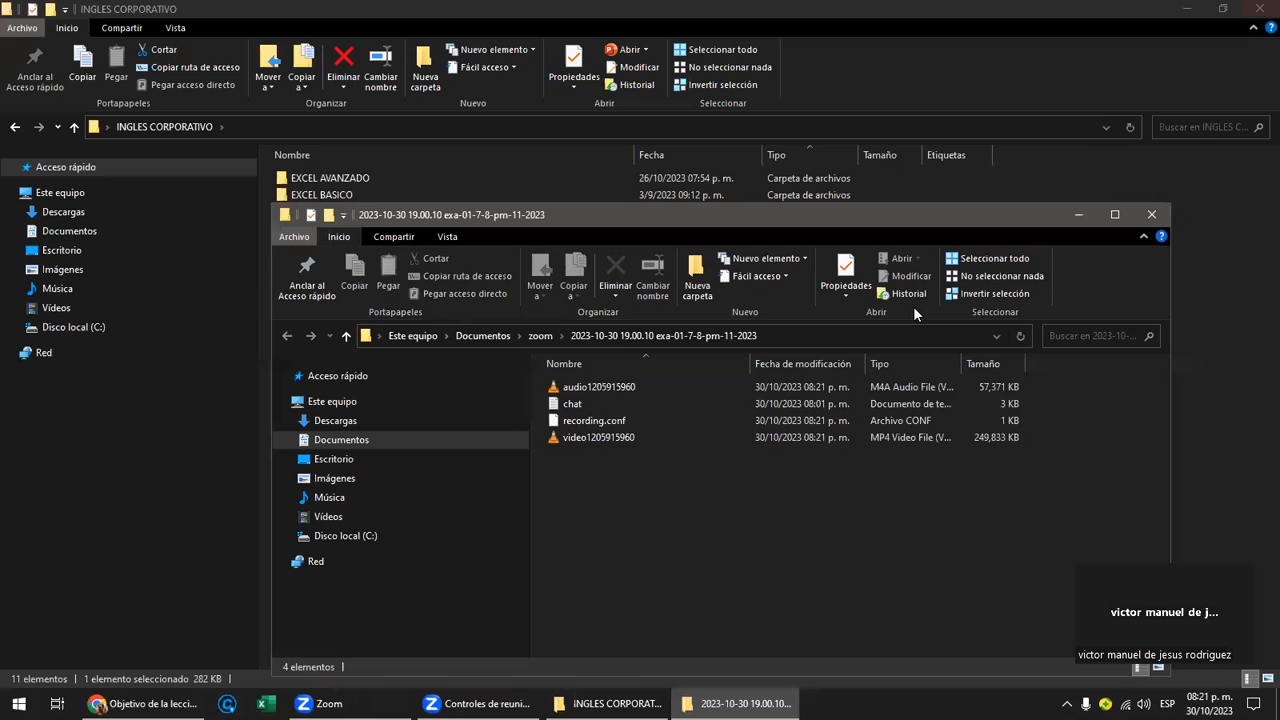 INGLES CORPORATIVO
Archivo Inicio Compartir Vista
Anclar al Acceso rápido
Copiar
Pegar
Cortar
Copiar ruta de acceso
Pegar acceso directo
Portapapeles
Mover a
Copiar a
Eliminar
Cambiar nombre
Organizar
Nueva carpeta
Nuevo elemento
Fácil acceso
Nuevo
Propiedades
Abrir
Modificar
Historial
Abrir
Seleccionar todo
No seleccionar nada
Invertir selección
Seleccionar
INGLES CORPORATIVO
Buscar en INGLES C...
Acceso rápido
Este equipo
Descargas
Documentos
Escritorio
Imágenes
Música
Vídeos
Disco local (C:)
Red
Nombre Fecha Tipo Tamaño Etiquetas
EXCEL AVANZADO 26/10/2023 07:54 p. m. Carpeta de archivos
EXCEL BASICO 3/9/2023 09:12 p. m. Carpeta de archivos
2023-10-30 19.00.10 exa-01-7-8-pm-11-2023
Archivo Inicio Compartir Vista
Anclar al Acceso rápido
Copiar
Pegar
Cortar
Copiar ruta de acceso
Pegar acceso directo
Portapapeles
Mover a
Copiar a
Eliminar
Cambiar nombre
Organizar
Nueva carpeta
Nuevo elemento
Fácil acceso
Nuevo
Propiedades
Abrir
Modificar
Historial
Abrir
Seleccionar todo
No seleccionar nada
Invertir selección
Seleccionar
Este equipo Documentos zoom 2023-10-30 19.00.10 exa-01-7-8-pm-11-2023
Buscar en 2023-10-...
Acceso rápido
Este equipo
Descargas
Documentos
Escritorio
Imágenes
Música
Vídeos
Disco local (C:)
Red
Nombre Fecha de modificación Tipo Tamaño
audio1205915960 30/10/2023 08:21 p. m. M4A Audio File (V... 57,371 KB
chat 30/10/2023 08:01 p. m. Documento de te... 3 KB
recording.conf 30/10/2023 08:21 p. m. Archivo CONF 1 KB
video1205915960 30/10/2023 08:21 p. m. MP4 Video File (V... 249,833 KB
4 elementos
victor manuel de j...
victor manuel de jesus rodriguez
11 elementos 1 elemento seleccionado 282 KB
Objetivo de la lecci...
Zoom
Controles de reuni...
INGLES CORPORAT...
2023-10-30 19.00.10...
ESP
08:21 p. m.
30/10/2023